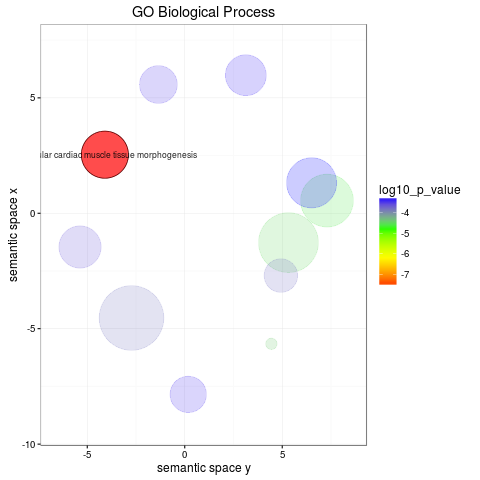 GO Biological Process
5
0
-5
-10
-5
0
5
semantic space x
semantic space y
lar cardiac muscle tissue morphogenesis
log10_p_value
-4
-5
-6
-7